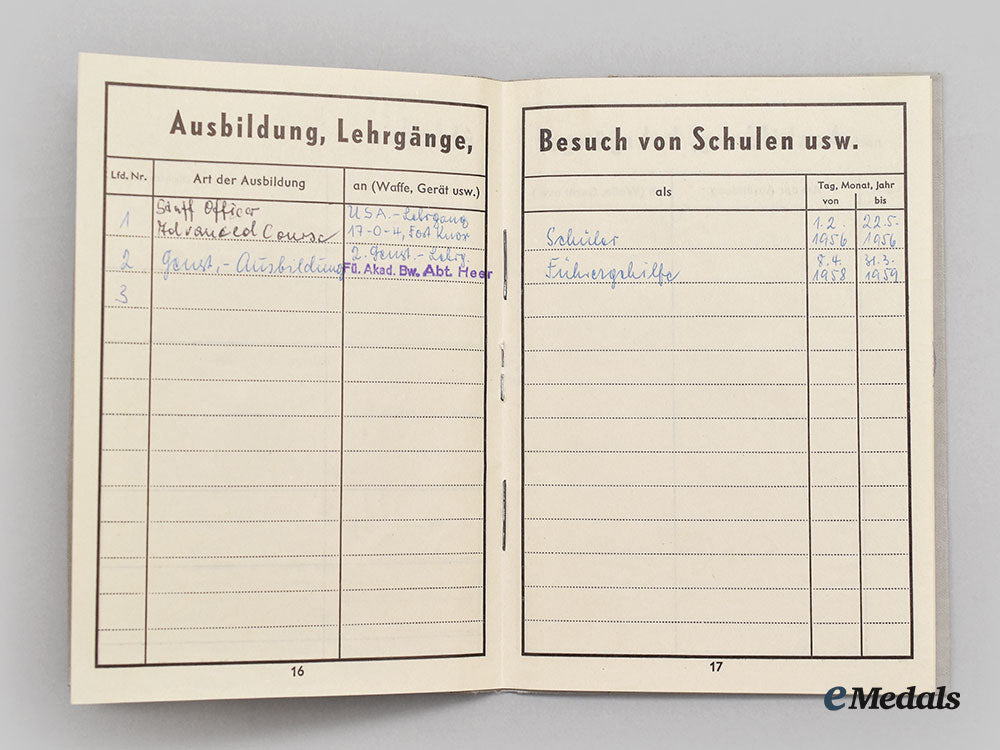 Ausbildung, Lehrgänge,
Lfd. Nr.
Art der Ausbildung
an (Waffe, Gerät usw.)
1
Staff Officer
Advanced Course
USA.-Lehrgang
17-O-4, Fort Knox
2
Genst.-Ausbildung
2. Genst.-Lehrg.
Fü. Akad. Bw. Abt. Heer
3
16
Besuch von Schulen usw.
als
Tag, Monat, Jahr
von
bis
Schüler
1.2.
1956
22.5.
1956
Führergehilfe
8.4.
1958
31.3.
1959
17
eMedals